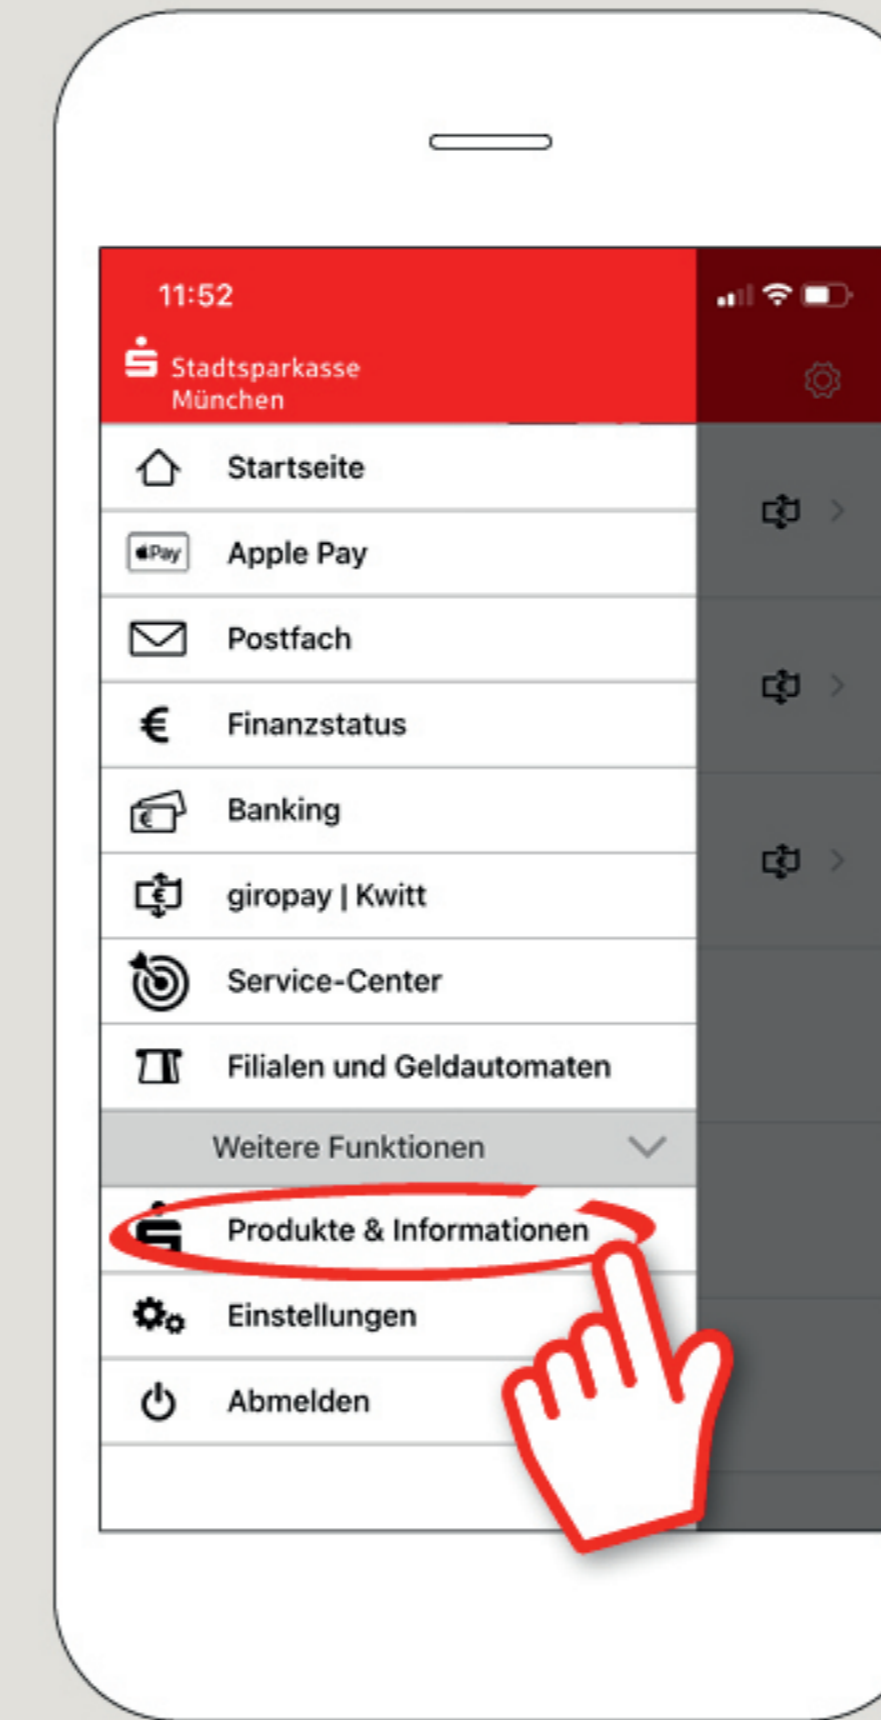 11:52
Stadtsparkasse
München
Startseite
Pay
Apple Pay
Postfach
€
Finanzstatus
€
Banking
€
giropay | Kwitt
Service-Center
Filialen und Geldautomaten
Weitere Funktionen
Produkte & Informationen
Einstellungen
Abmelden